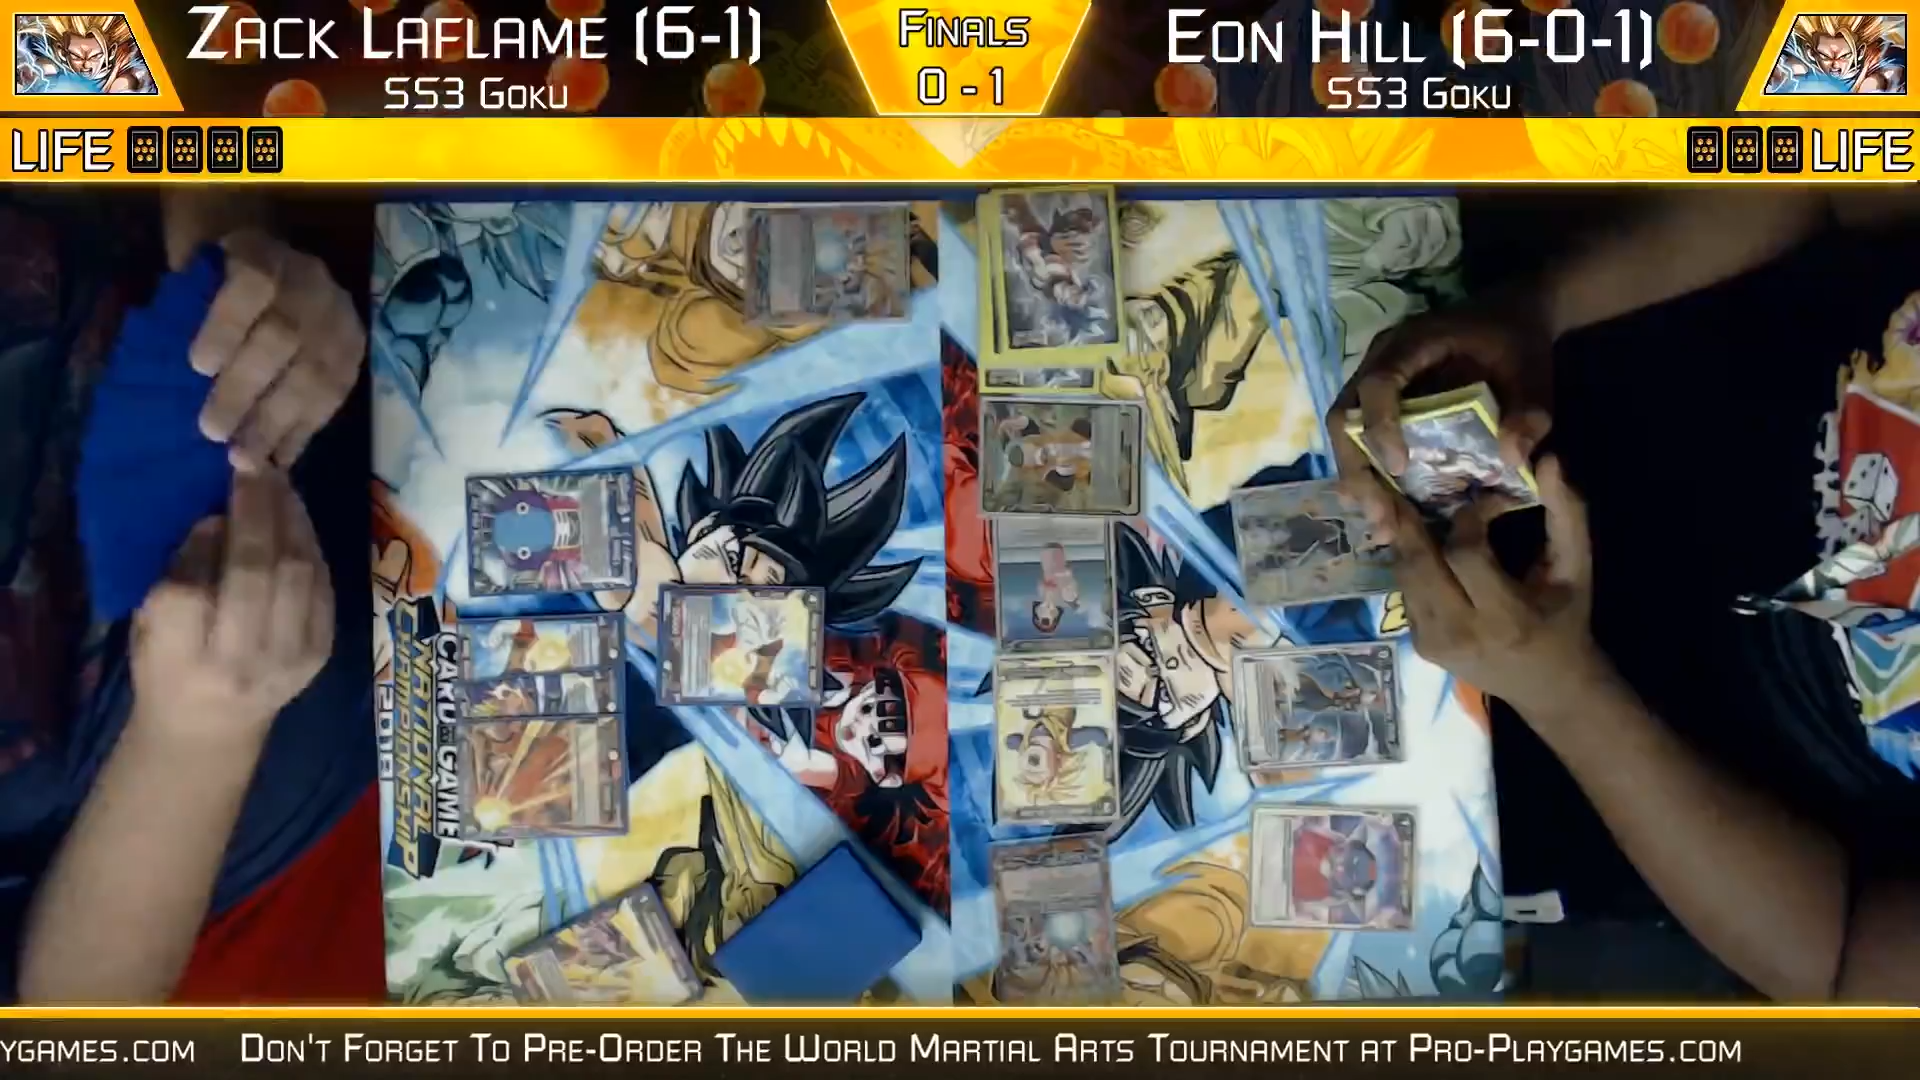 ZACK LAFLAME (6-1)
SS3 GOKU
FINALS
0 - 1
EON HILL (6-0-1)
SS3 GOKU
LIFE
LIFE
CARD GAME
NATIONAL
CHAMPIONSHIP
2018
YGAMES.COM DON'T FORGET TO PRE-ORDER THE WORLD MARTIAL ARTS TOURNAMENT AT PRO-PLAYGAMES.COM